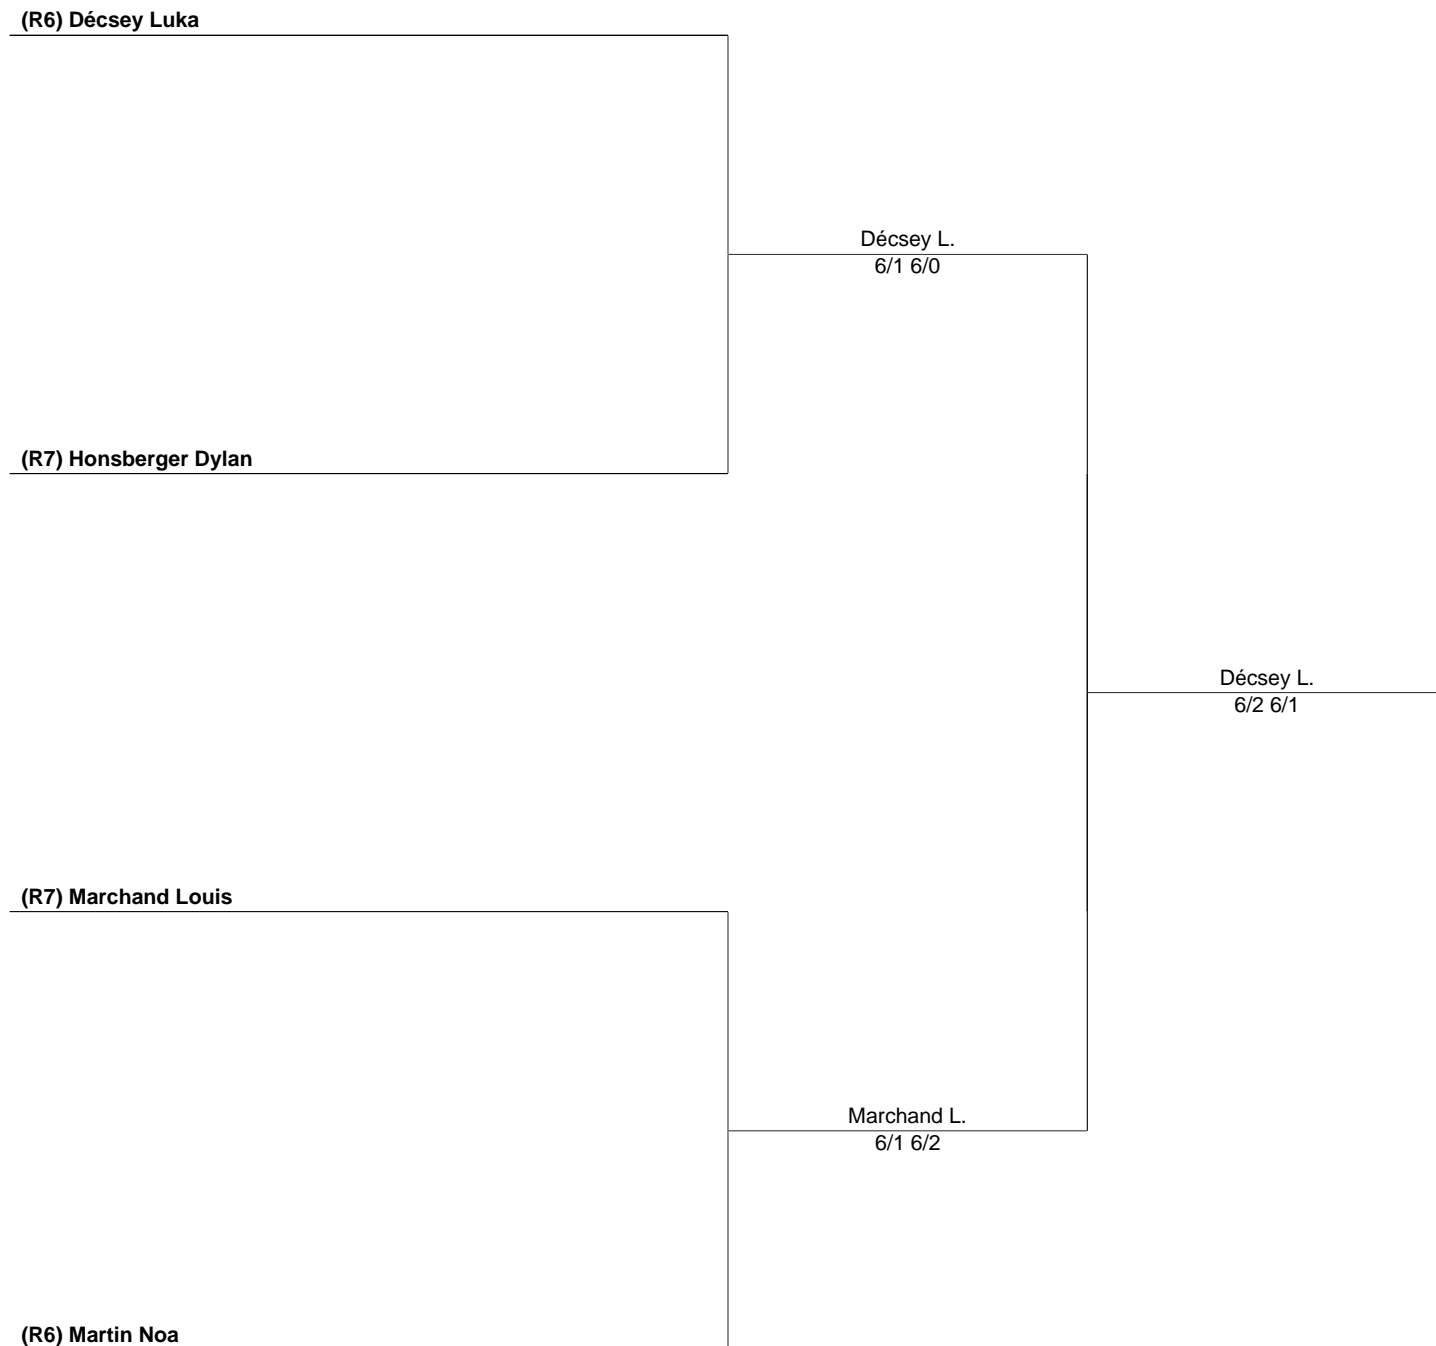 (R6) Décsey Luka
Décsey L.
6/1 6/0
(R7) Honsberger Dylan
Décsey L.
6/2 6/1
(R7) Marchand Louis
Marchand L.
6/1 6/2
(R6) Martin Noa